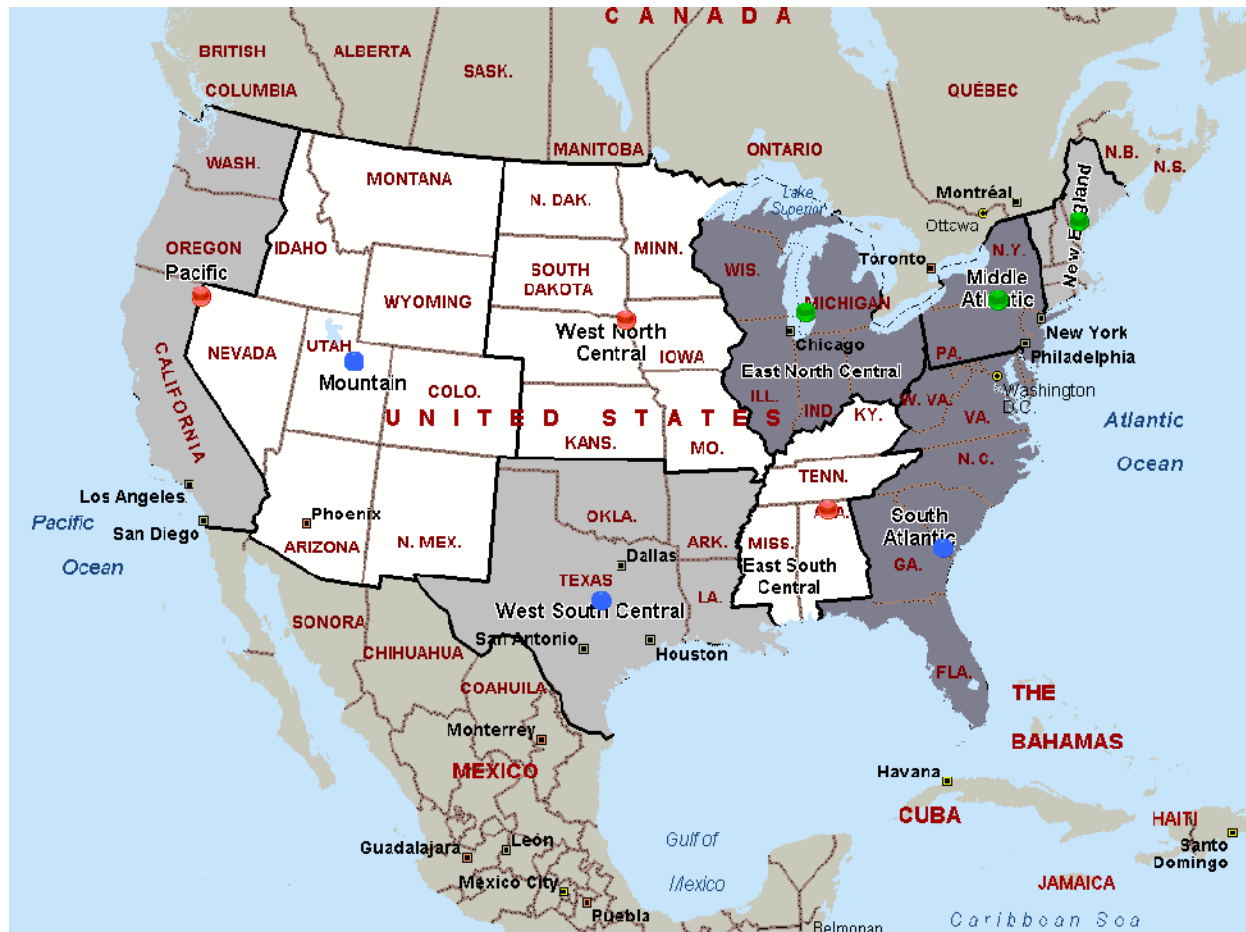 C A N A D A
BRITISH
COLUMBIA
ALBERTA
SASK.
MANITOBA
ONTARIO
QUÉBEC
N.B.
N.S.
WASH.
MONTANA
N. DAK.
MINN.
Lake
Superior
Montréal
Ottawa
New England
OREGON
Pacific
IDAHO
SOUTH
DAKOTA
WIS.
Toronto
N.Y.
Middle
Atlantic
WYOMING
MICHIGAN
NEVADA
UTAH
Mountain
West North
Central
IOWA
Chicago
New York
Philadelphia
PA.
CALIFORNIA
COLO.
East North Central
ILL.
IND
W. VA.
Washington
D.C.
VA.
U N I T E D S T A T E S
KANS.
MO.
KY.
Atlantic
Ocean
TENN.
N. C.
Los Angeles
San Diego
Pacific
Ocean
Phoenix
ARIZONA
N. MEX.
OKLA.
ARK.
MISS.
South
Atlantic
GA.
Dallas
TEXAS
LA.
East South
Central
West South Central
San Antonio
Houston
SONORA
CHIHUAHUA
COAHUILA
FLA.
THE
BAHAMAS
Monterrey
MEXICO
Havana
CUBA
HAITI
Santo
Domingo
Guadalajara
León
Gulf of
Mexico
Mexico City
Puebla
JAMAICA
Belmopan
Caribbean Sea